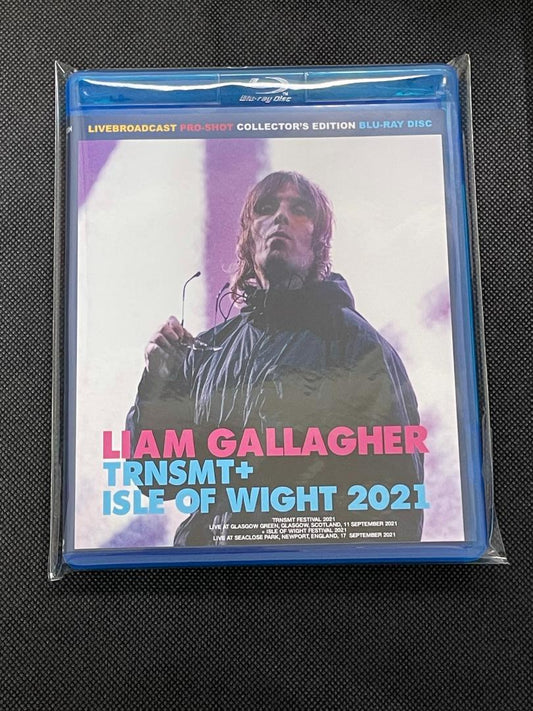 Blu-ray Disc™
LIVEBROADCAST PRO-SHOT COLLECTOR'S EDITION BLU-RAY DISC
LIAM GALLAGHER
TRNSMT+
ISLE OF WIGHT 2021
TRNSMT FESTIVAL 2021
LIVE AT GLASGOW GREEN, GLASGOW, SCOTLAND, 11 SEPTEMBER 2021
+ ISLE OF WIGHT FESTIVAL 2021
LIVE AT SEACLOSE PARK, NEWPORT, ENGLAND, 17 SEPTEMBER 2021